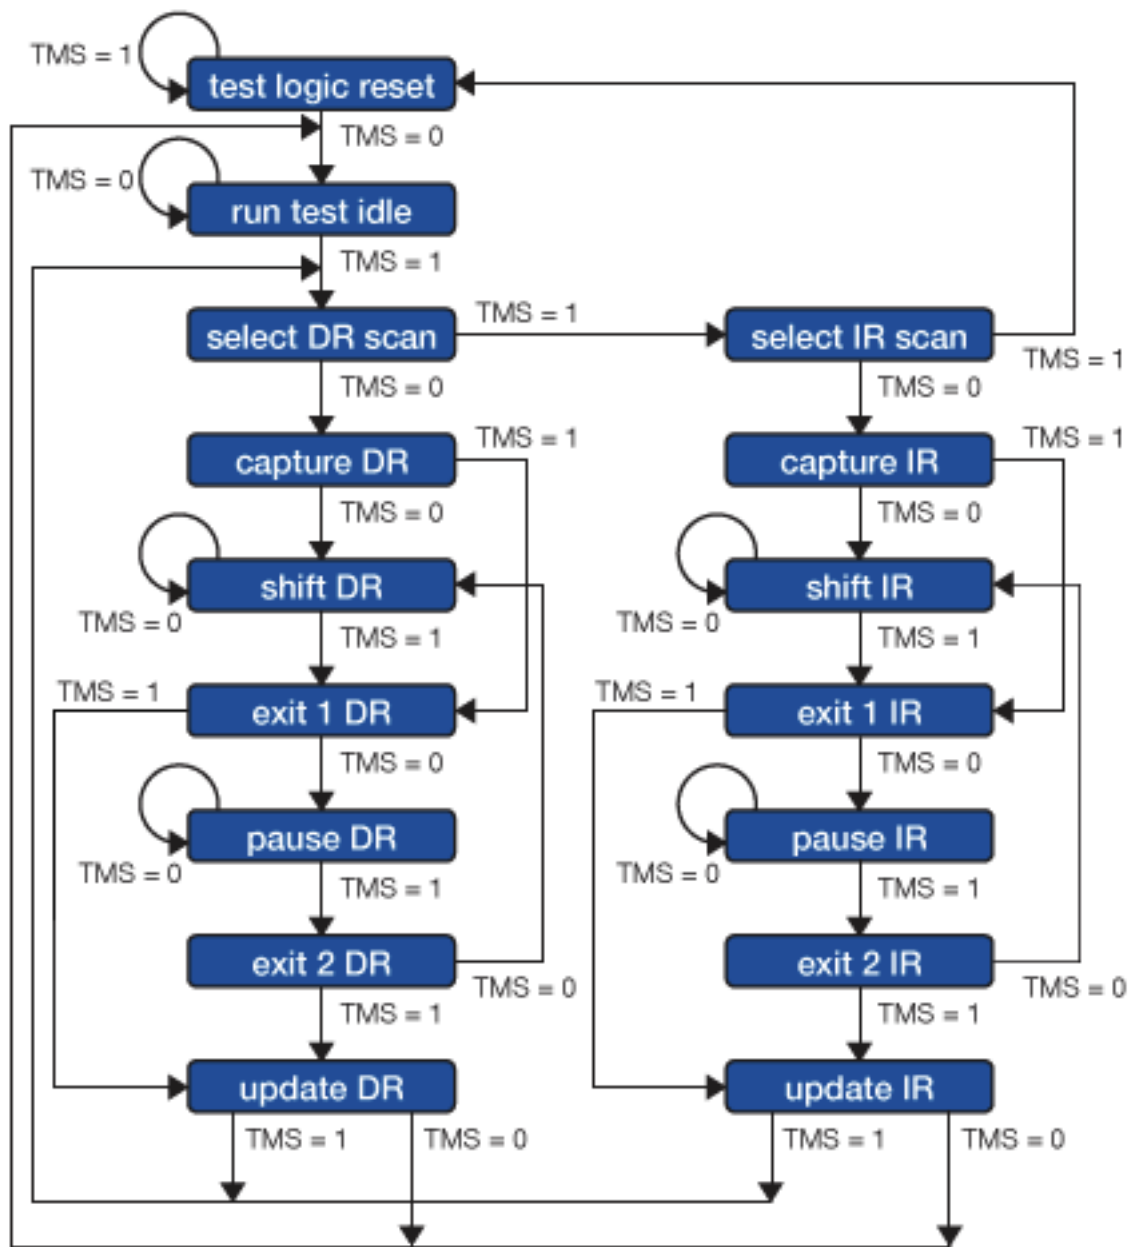 TMS = 1
test logic reset
TMS = 0
TMS = 0
run test idle
TMS = 1
select DR scan
TMS = 1
select IR scan
TMS = 1
TMS = 0
TMS = 0
capture DR
TMS = 1
capture IR
TMS = 1
TMS = 0
TMS = 0
shift DR
shift IR
TMS = 0
TMS = 1
TMS = 0
TMS = 1
TMS = 1
exit 1 DR
TMS = 1
exit 1 IR
TMS = 0
TMS = 0
pause DR
pause IR
TMS = 0
TMS = 1
TMS = 0
TMS = 1
exit 2 DR
TMS = 0
exit 2 IR
TMS = 0
TMS = 1
TMS = 1
update DR
update IR
TMS = 1
TMS = 0
TMS = 1
TMS = 0